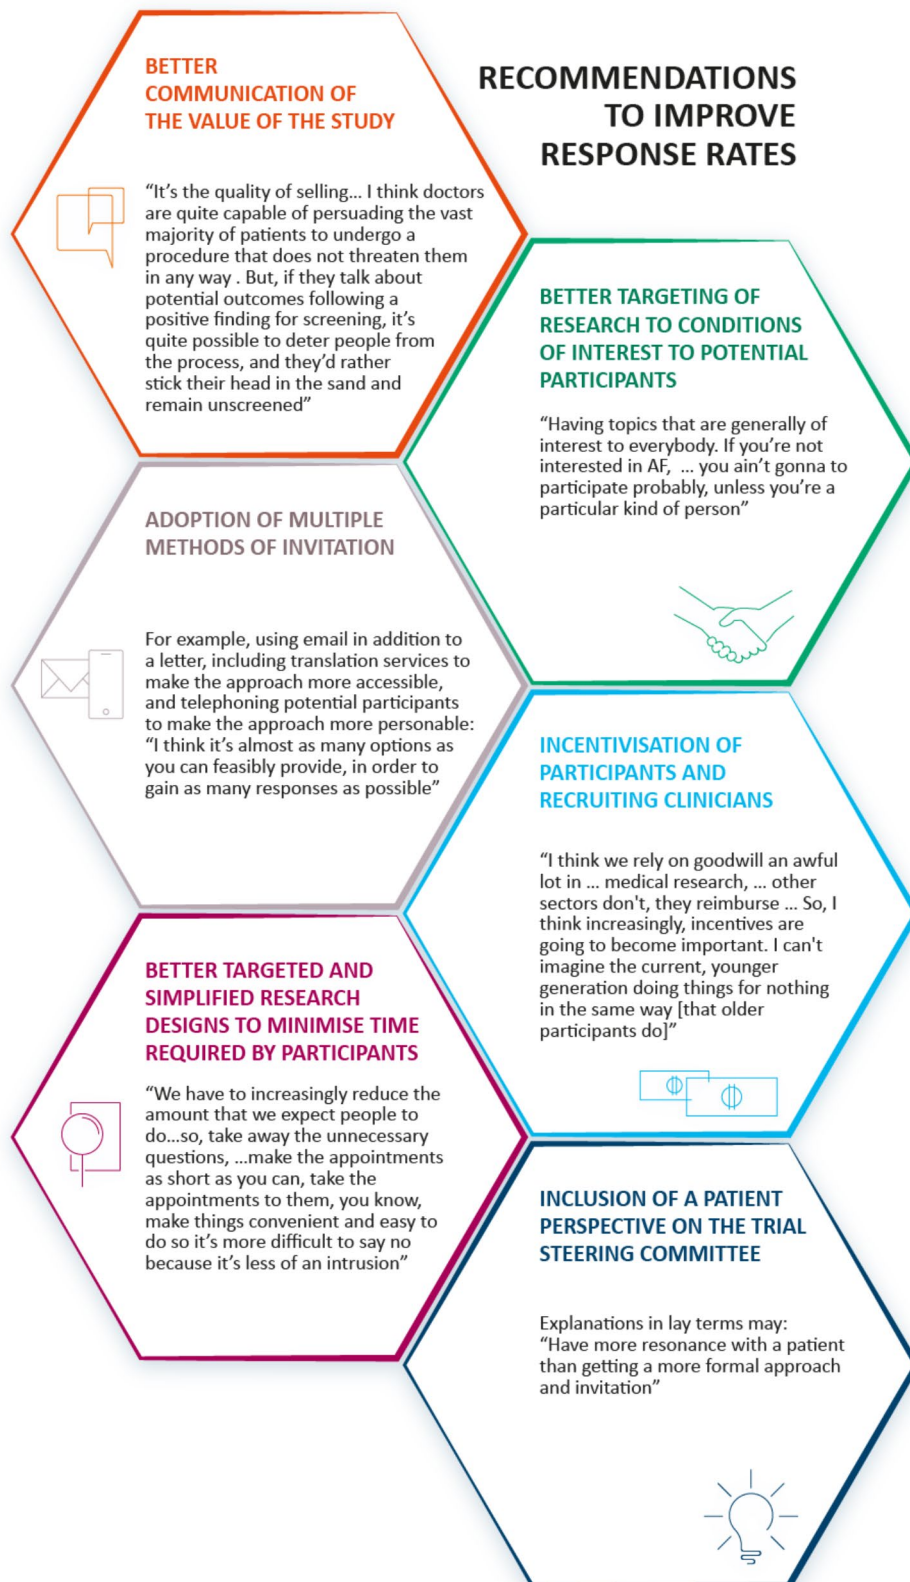 RECOMMENDATIONS
TO IMPROVE
RESPONSE RATES
BETTER
COMMUNICATION OF
THE VALUE OF THE STUDY
“It’s the quality of selling... I think doctors
are quite capable of persuading the vast
majority of patients to undergo a
procedure that does not threaten them
in any way . But, if they talk about
potential outcomes following a
positive finding for screening, it’s
quite possible to deter people from
the process, and they’d rather
stick their head in the sand and
remain unscreened”
BETTER TARGETING OF
RESEARCH TO CONDITIONS
OF INTEREST TO POTENTIAL
PARTICIPANTS
“Having topics that are generally of
interest to everybody. If you’re not
interested in AF,  ... you ain’t gonna to
participate probably, unless you’re a
particular kind of person”
ADOPTION OF MULTIPLE
METHODS OF INVITATION
For example, using email in addition to
a letter, including translation services to
make the approach more accessible,
and telephoning potential participants
to make the approach more personable:
“I think it’s almost as many options as
you can feasibly provide, in order to
gain as many responses as possible”
INCENTIVISATION OF
PARTICIPANTS AND
RECRUITING CLINICIANS
“I think we rely on goodwill an awful
lot in ... medical research, ... other
sectors don't, they reimburse ... So, I
think increasingly, incentives are
going to become important. I can't
imagine the current, younger
generation doing things for nothing
in the same way [that older
participants do]”
BETTER TARGETED AND
SIMPLIFIED RESEARCH
DESIGNS TO MINIMISE TIME
REQUIRED BY PARTICIPANTS
“We have to increasingly reduce the
amount that we expect people to
do...so, take away the unnecessary
questions, ...make the appointments
as short as you can, take the
appointments to them, you know,
make things convenient and easy to
do so it’s more difficult to say no
because it’s less of an intrusion”
INCLUSION OF A PATIENT
PERSPECTIVE ON THE TRIAL
STEERING COMMITTEE
Explanations in lay terms may:
“Have more resonance with a patient
than getting a more formal approach
and invitation”